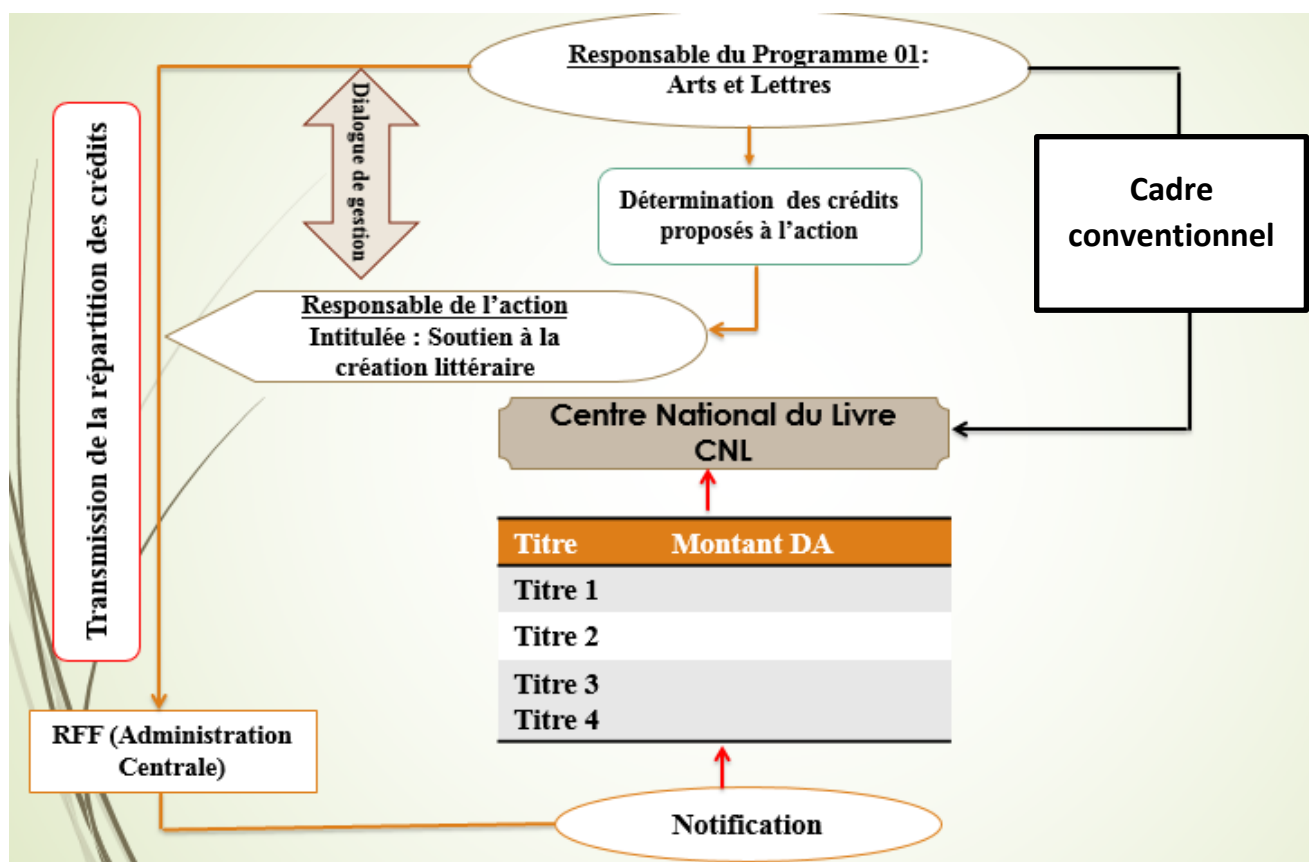 Responsable du Programme 01:
Arts et Lettres
Dialogue de gestion
Transmission de la répartition des crédits
Cadre
conventionnel
Détermination des crédits
proposés à l'action
Responsable de l'action
Intitulée : Soutien à la
création littéraire
Centre National du Livre
CNL
Titre Montant DA
Titre 1
Titre 2
Titre 3
Titre 4
RFF (Administration
Centrale)
Notification